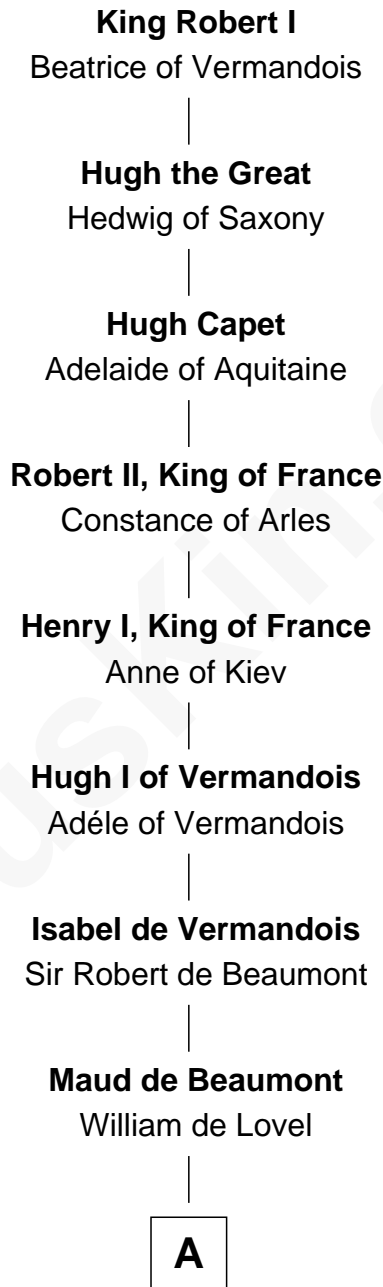 King Robert I
Beatrice of Vermandois
Hugh the Great
Hedwig of Saxony
Hugh Capet
Adelaide of Aquitaine
Robert II, King of France
Constance of Arles
Henry I, King of France
Anne of Kiev
Hugh I of Vermandois
Adéle of Vermandois
Isabel de Vermandois
Sir Robert de Beaumont
Maud de Beaumont
William de Lovel
A